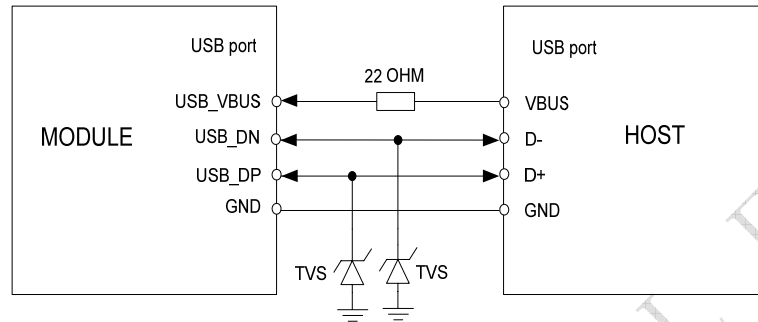 USB port
USB port
22 OHM
USB_VBUS
VBUS
MODULE
USB_DN
D-
HOST
USB_DP
D+
GND
GND
TVS
TVS